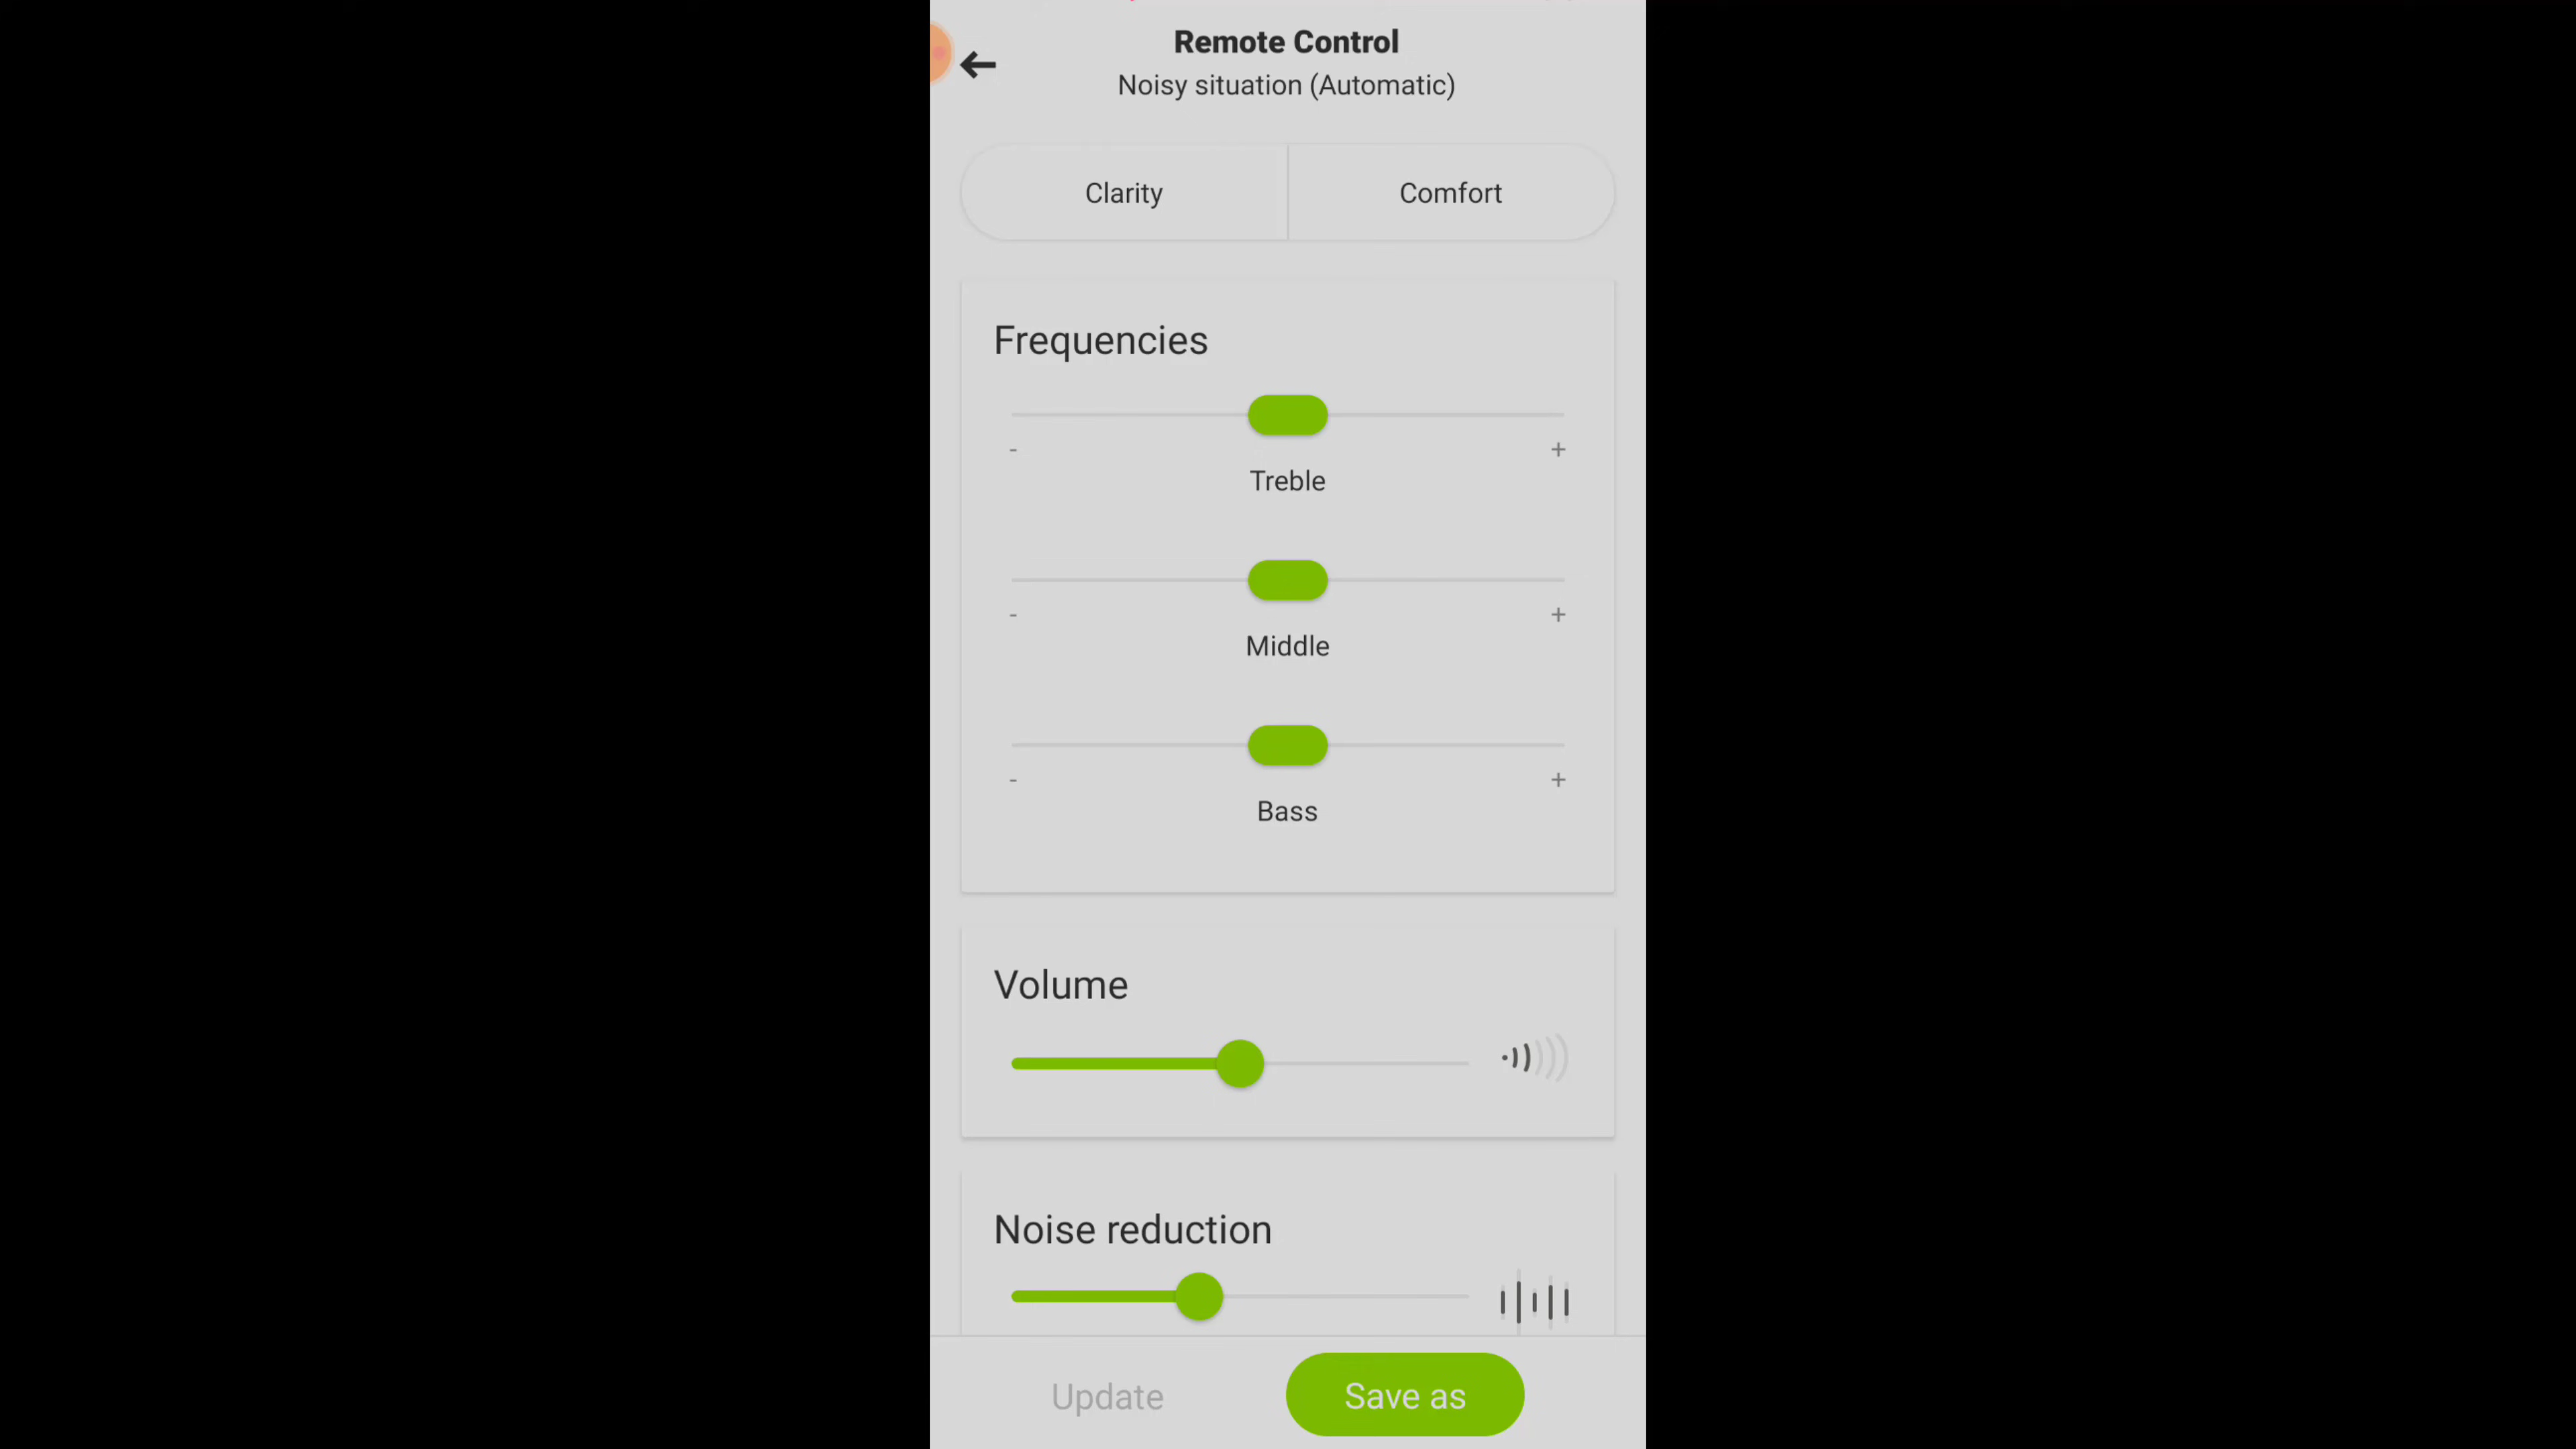 Remote Control
Noisy situation (Automatic)
Clarity
Comfort
Frequencies
- +
Treble
- +
Middle
- +
Bass
Volume
Noise reduction
Update
Save as